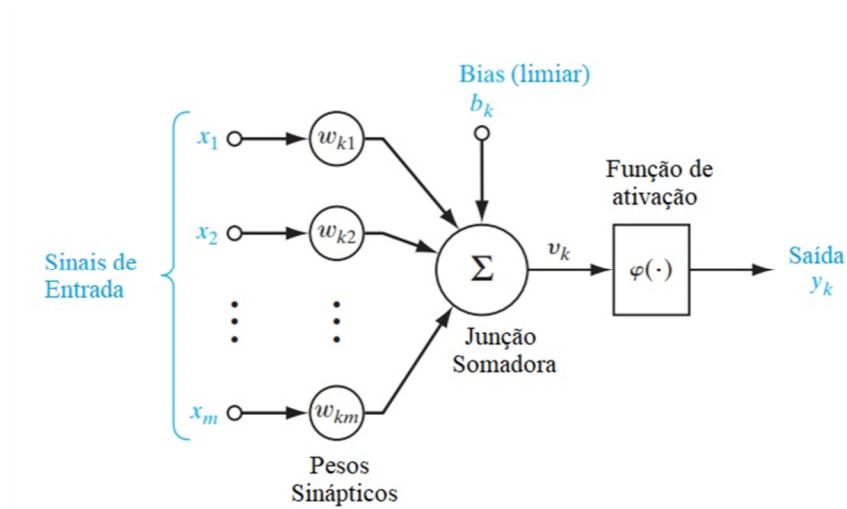 Bias (limiar)
b_k
x_1
w_k1
Função de
ativação
x_2
w_k2
Sinais de
Entrada
Σ
v_k
φ(·)
Saída
y_k
Junção
Somadora
x_m
w_km
Pesos
Sinápticos